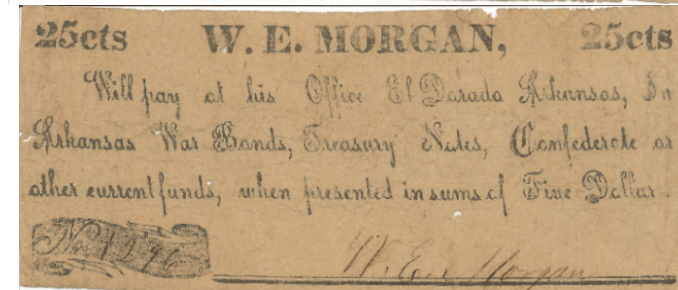 25cts W. E. MORGAN, 25cts
Will pay at his Office El Dorado Arkansas, In
Arkansas War Bonds, Treasury Notes, Confederate or
other current funds, when presented in sums of Five Dollar.
No 1296 W. E. Morgan